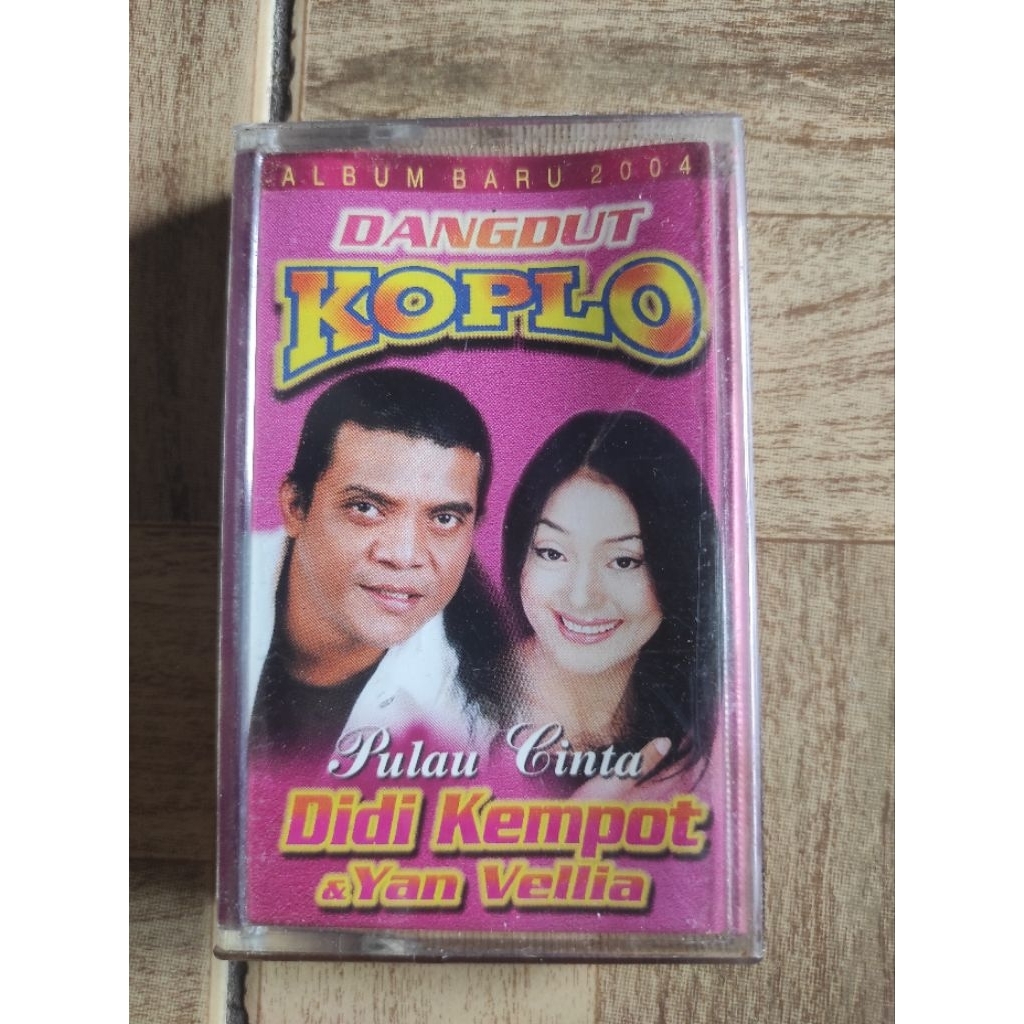 ALBUM BARU 2004
DANGDUT
KOPLO
Pulau Cinta
Didi Kempot
& Yan Vellia